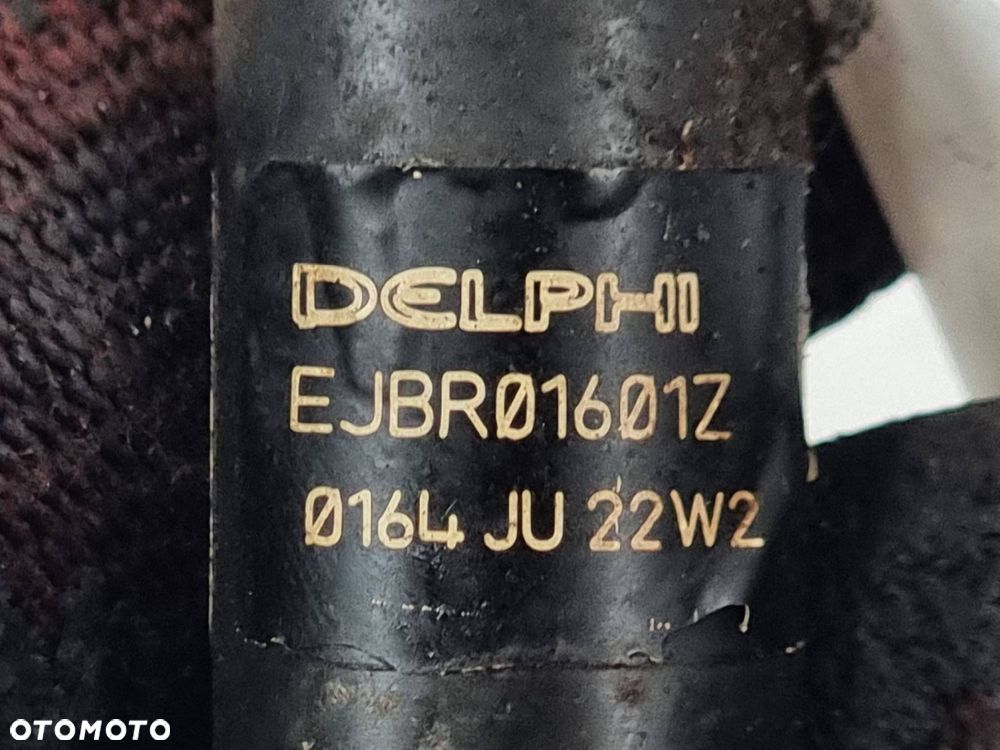 DELPHI
EJBR01601Z
0164 JU 22W2
OTOMOTO